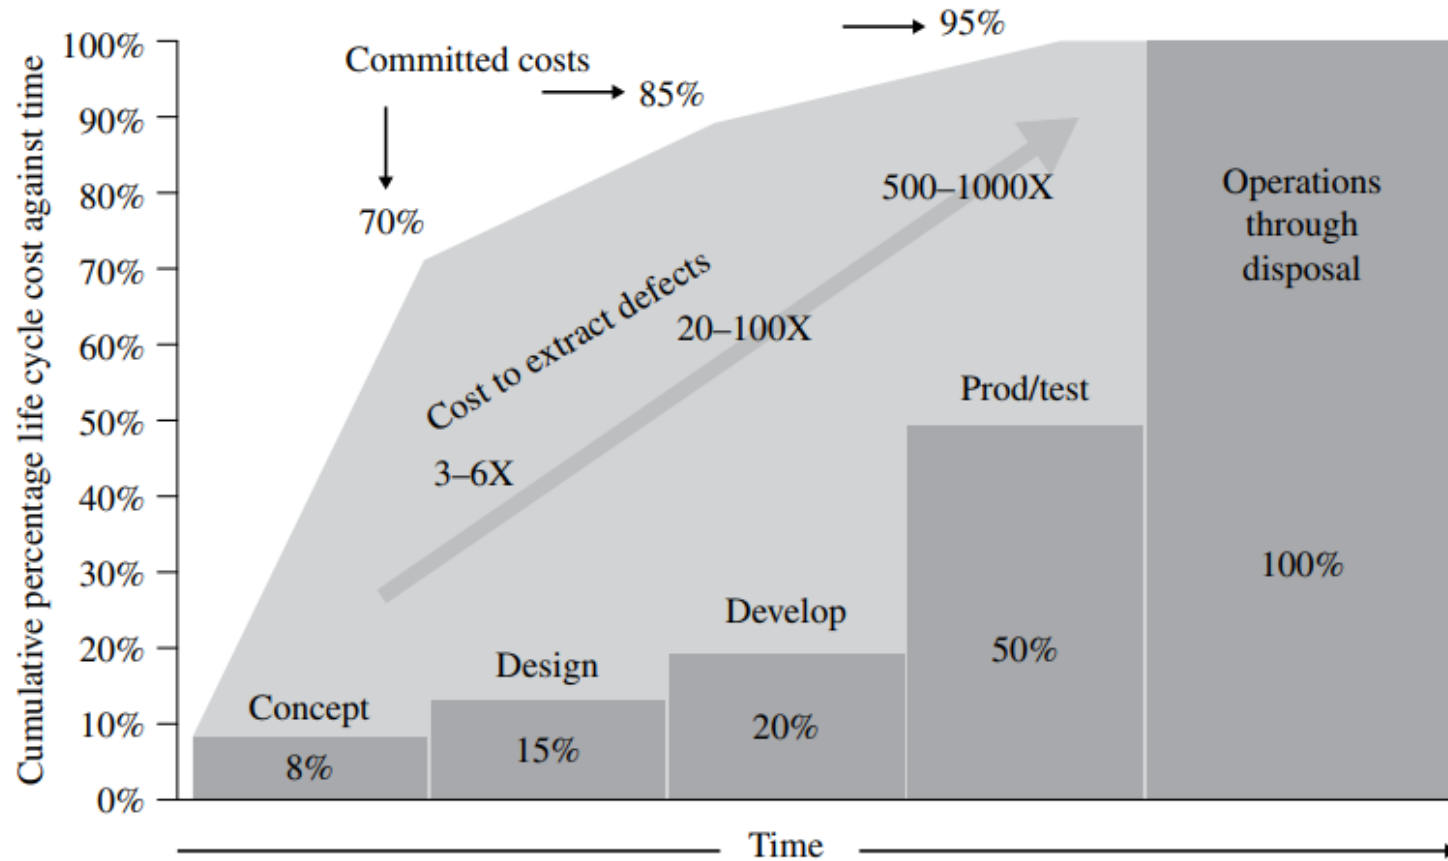 Cumulative percentage life cycle cost against time
100%
90%
80%
70%
60%
50%
40%
30%
20%
10%
0%
Committed costs
70%
85%
95%
Cost to extract defects
3–6X
20–100X
500–1000X
Concept
8%
Design
15%
Develop
20%
Prod/test
50%
Operations
through
disposal
100%
Time